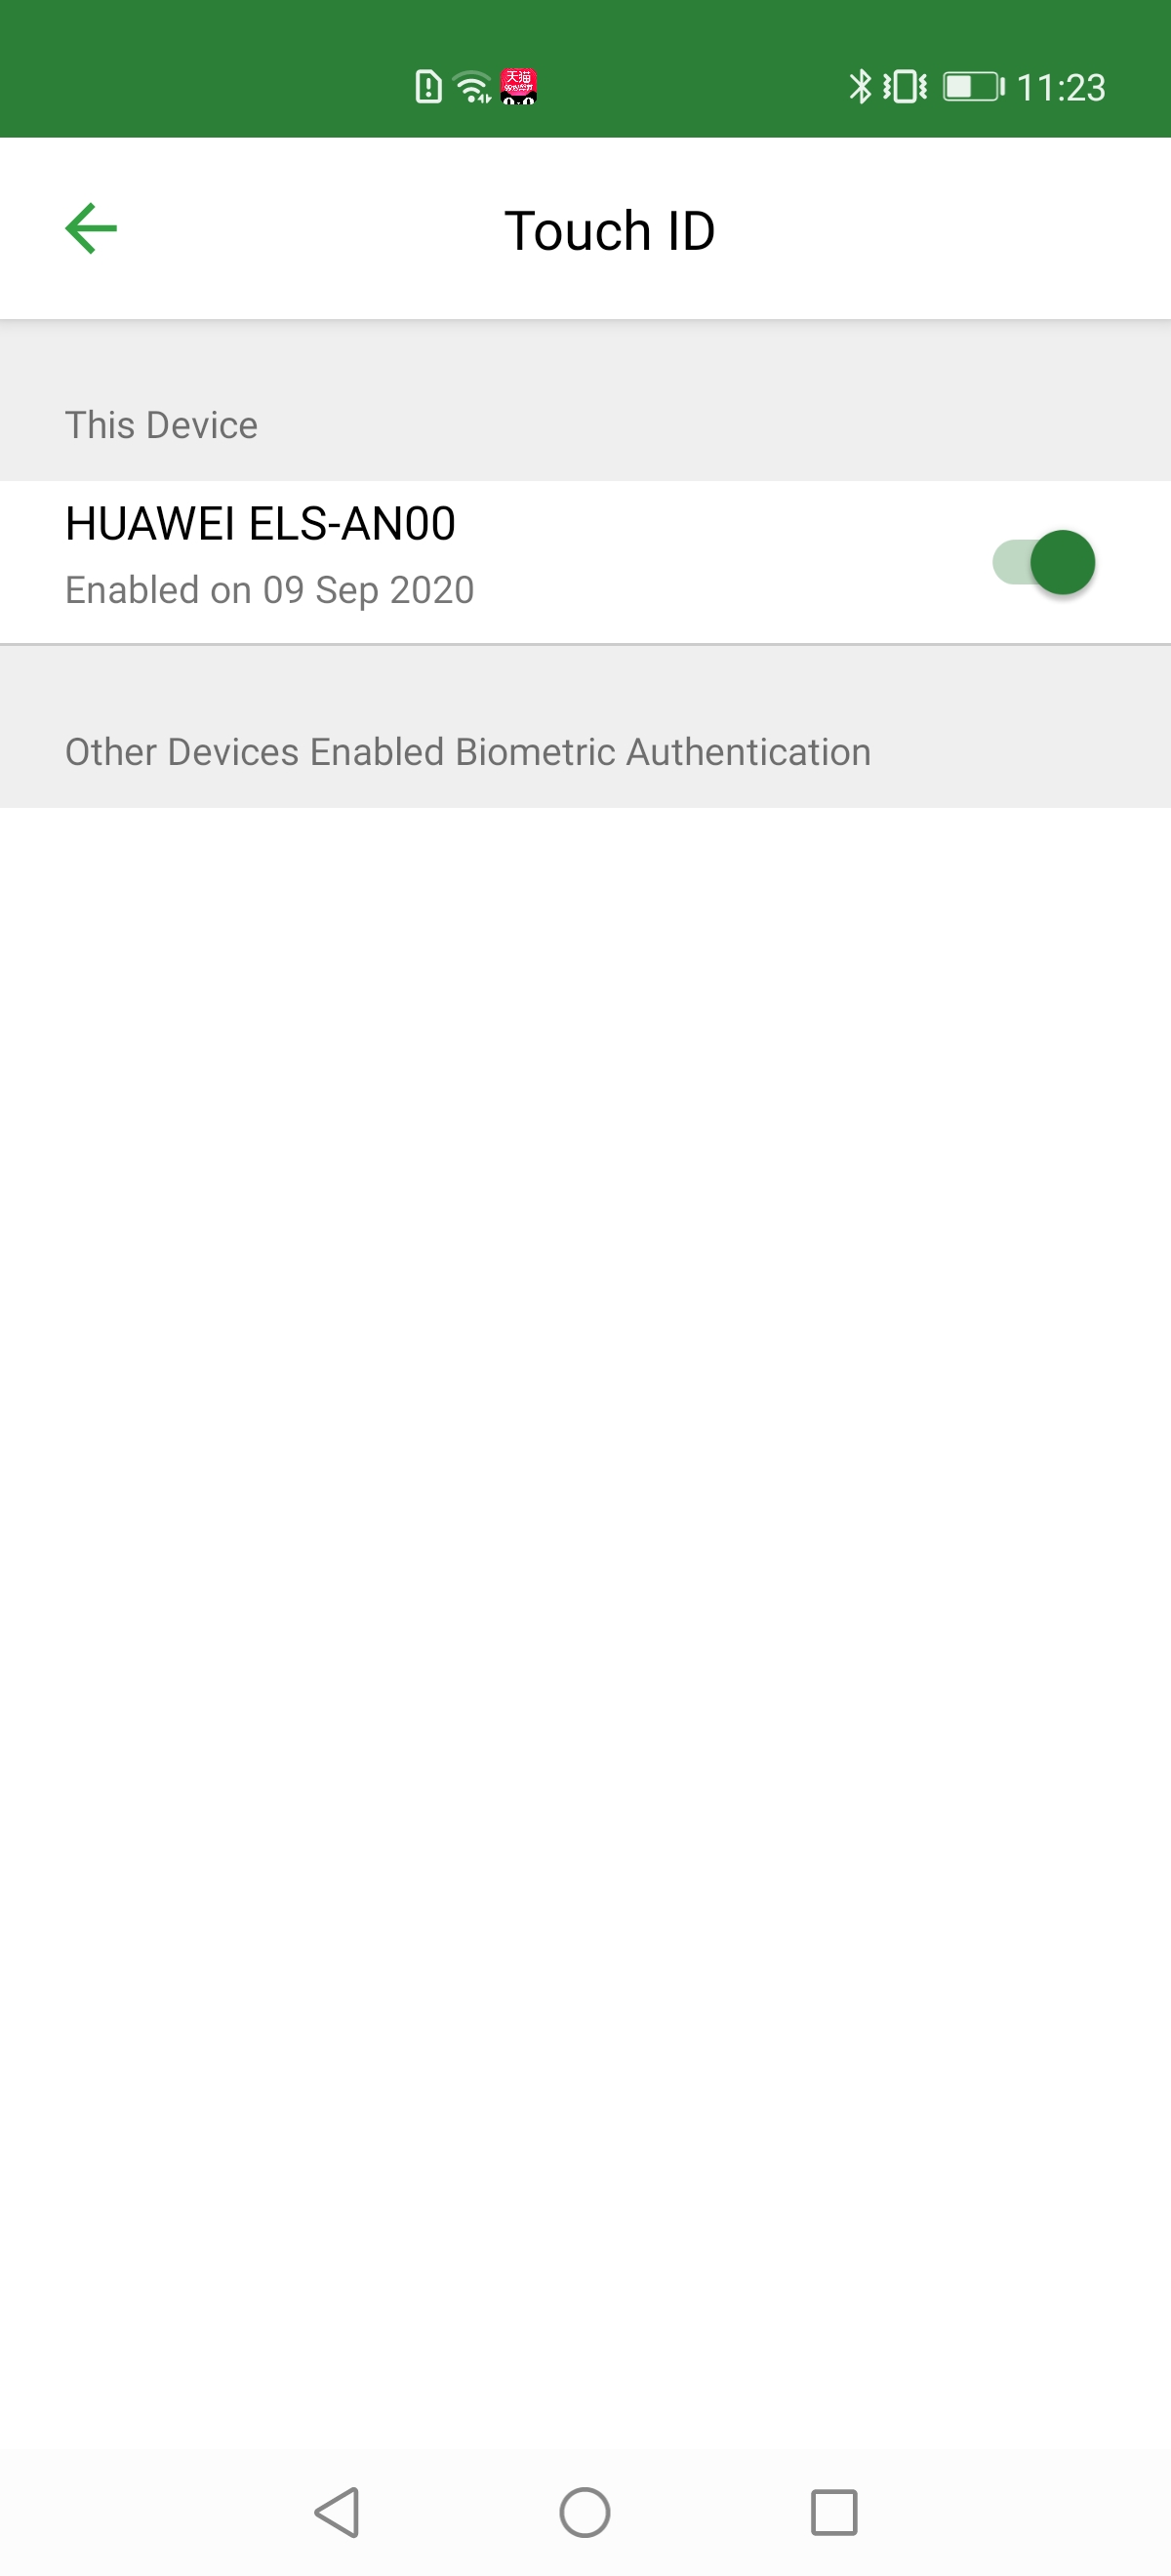 天猫
11:23
Touch ID
This Device
HUAWEI ELS-AN00
Enabled on 09 Sep 2020
Other Devices Enabled Biometric Authentication